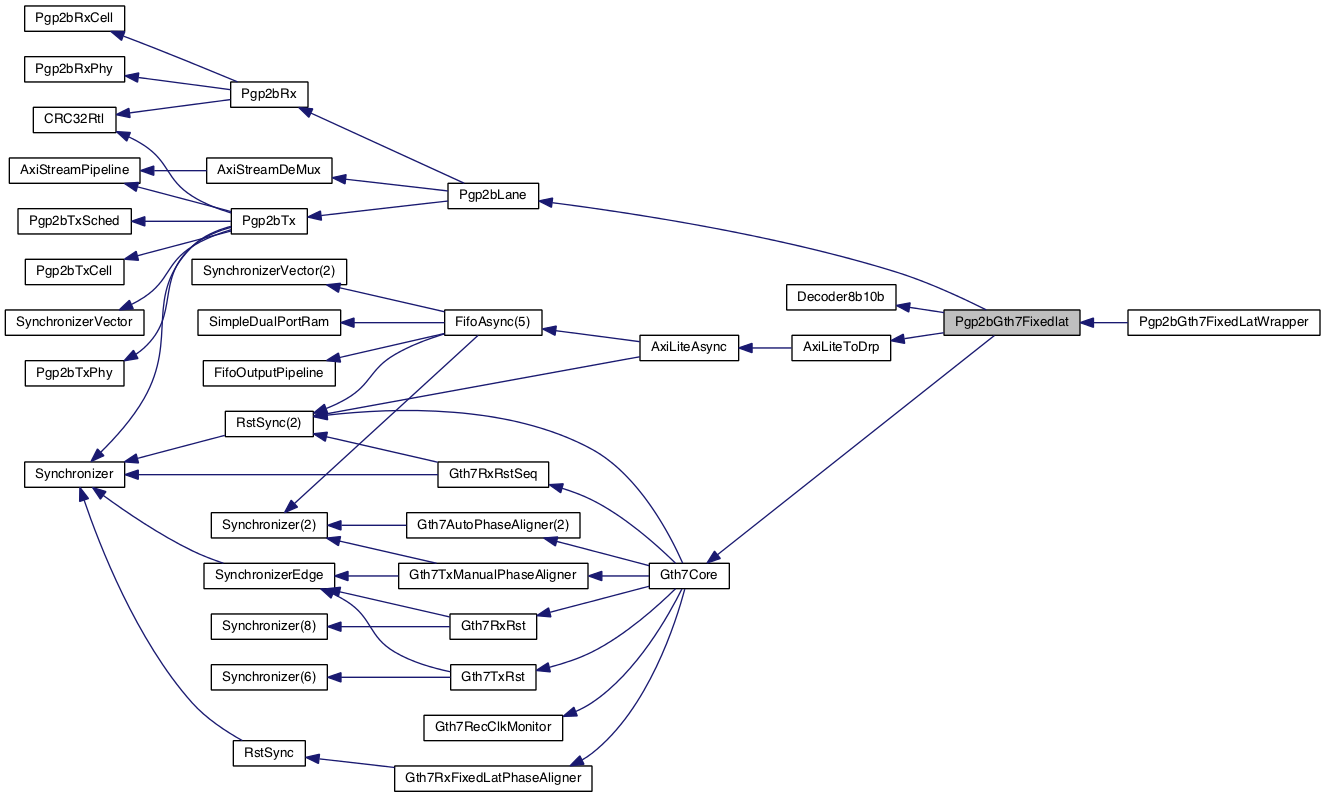 Pgp2bRxCell
Pgp2bRxPhy
Pgp2bRx
CRC32Rtl
AxiStreamPipeline
AxiStreamDeMux
Pgp2bLane
Pgp2bTxSched
Pgp2bTx
Pgp2bTxCell
SynchronizerVector(2)
Decoder8b10b
SynchronizerVector
SimpleDualPortRam
FifoAsync(5)
Pgp2bGth7Fixedlat
Pgp2bGth7FixedLatWrapper
AxiLiteAsync
AxiLiteToDrp
Pgp2bTxPhy
FifoOutputPipeline
RstSync(2)
Synchronizer
Gth7RxRstSeq
Synchronizer(2)
Gth7AutoPhaseAligner(2)
SynchronizerEdge
Gth7TxManualPhaseAligner
Gth7Core
Synchronizer(8)
Gth7RxRst
Synchronizer(6)
Gth7TxRst
Gth7RecClkMonitor
RstSync
Gth7RxFixedLatPhaseAligner